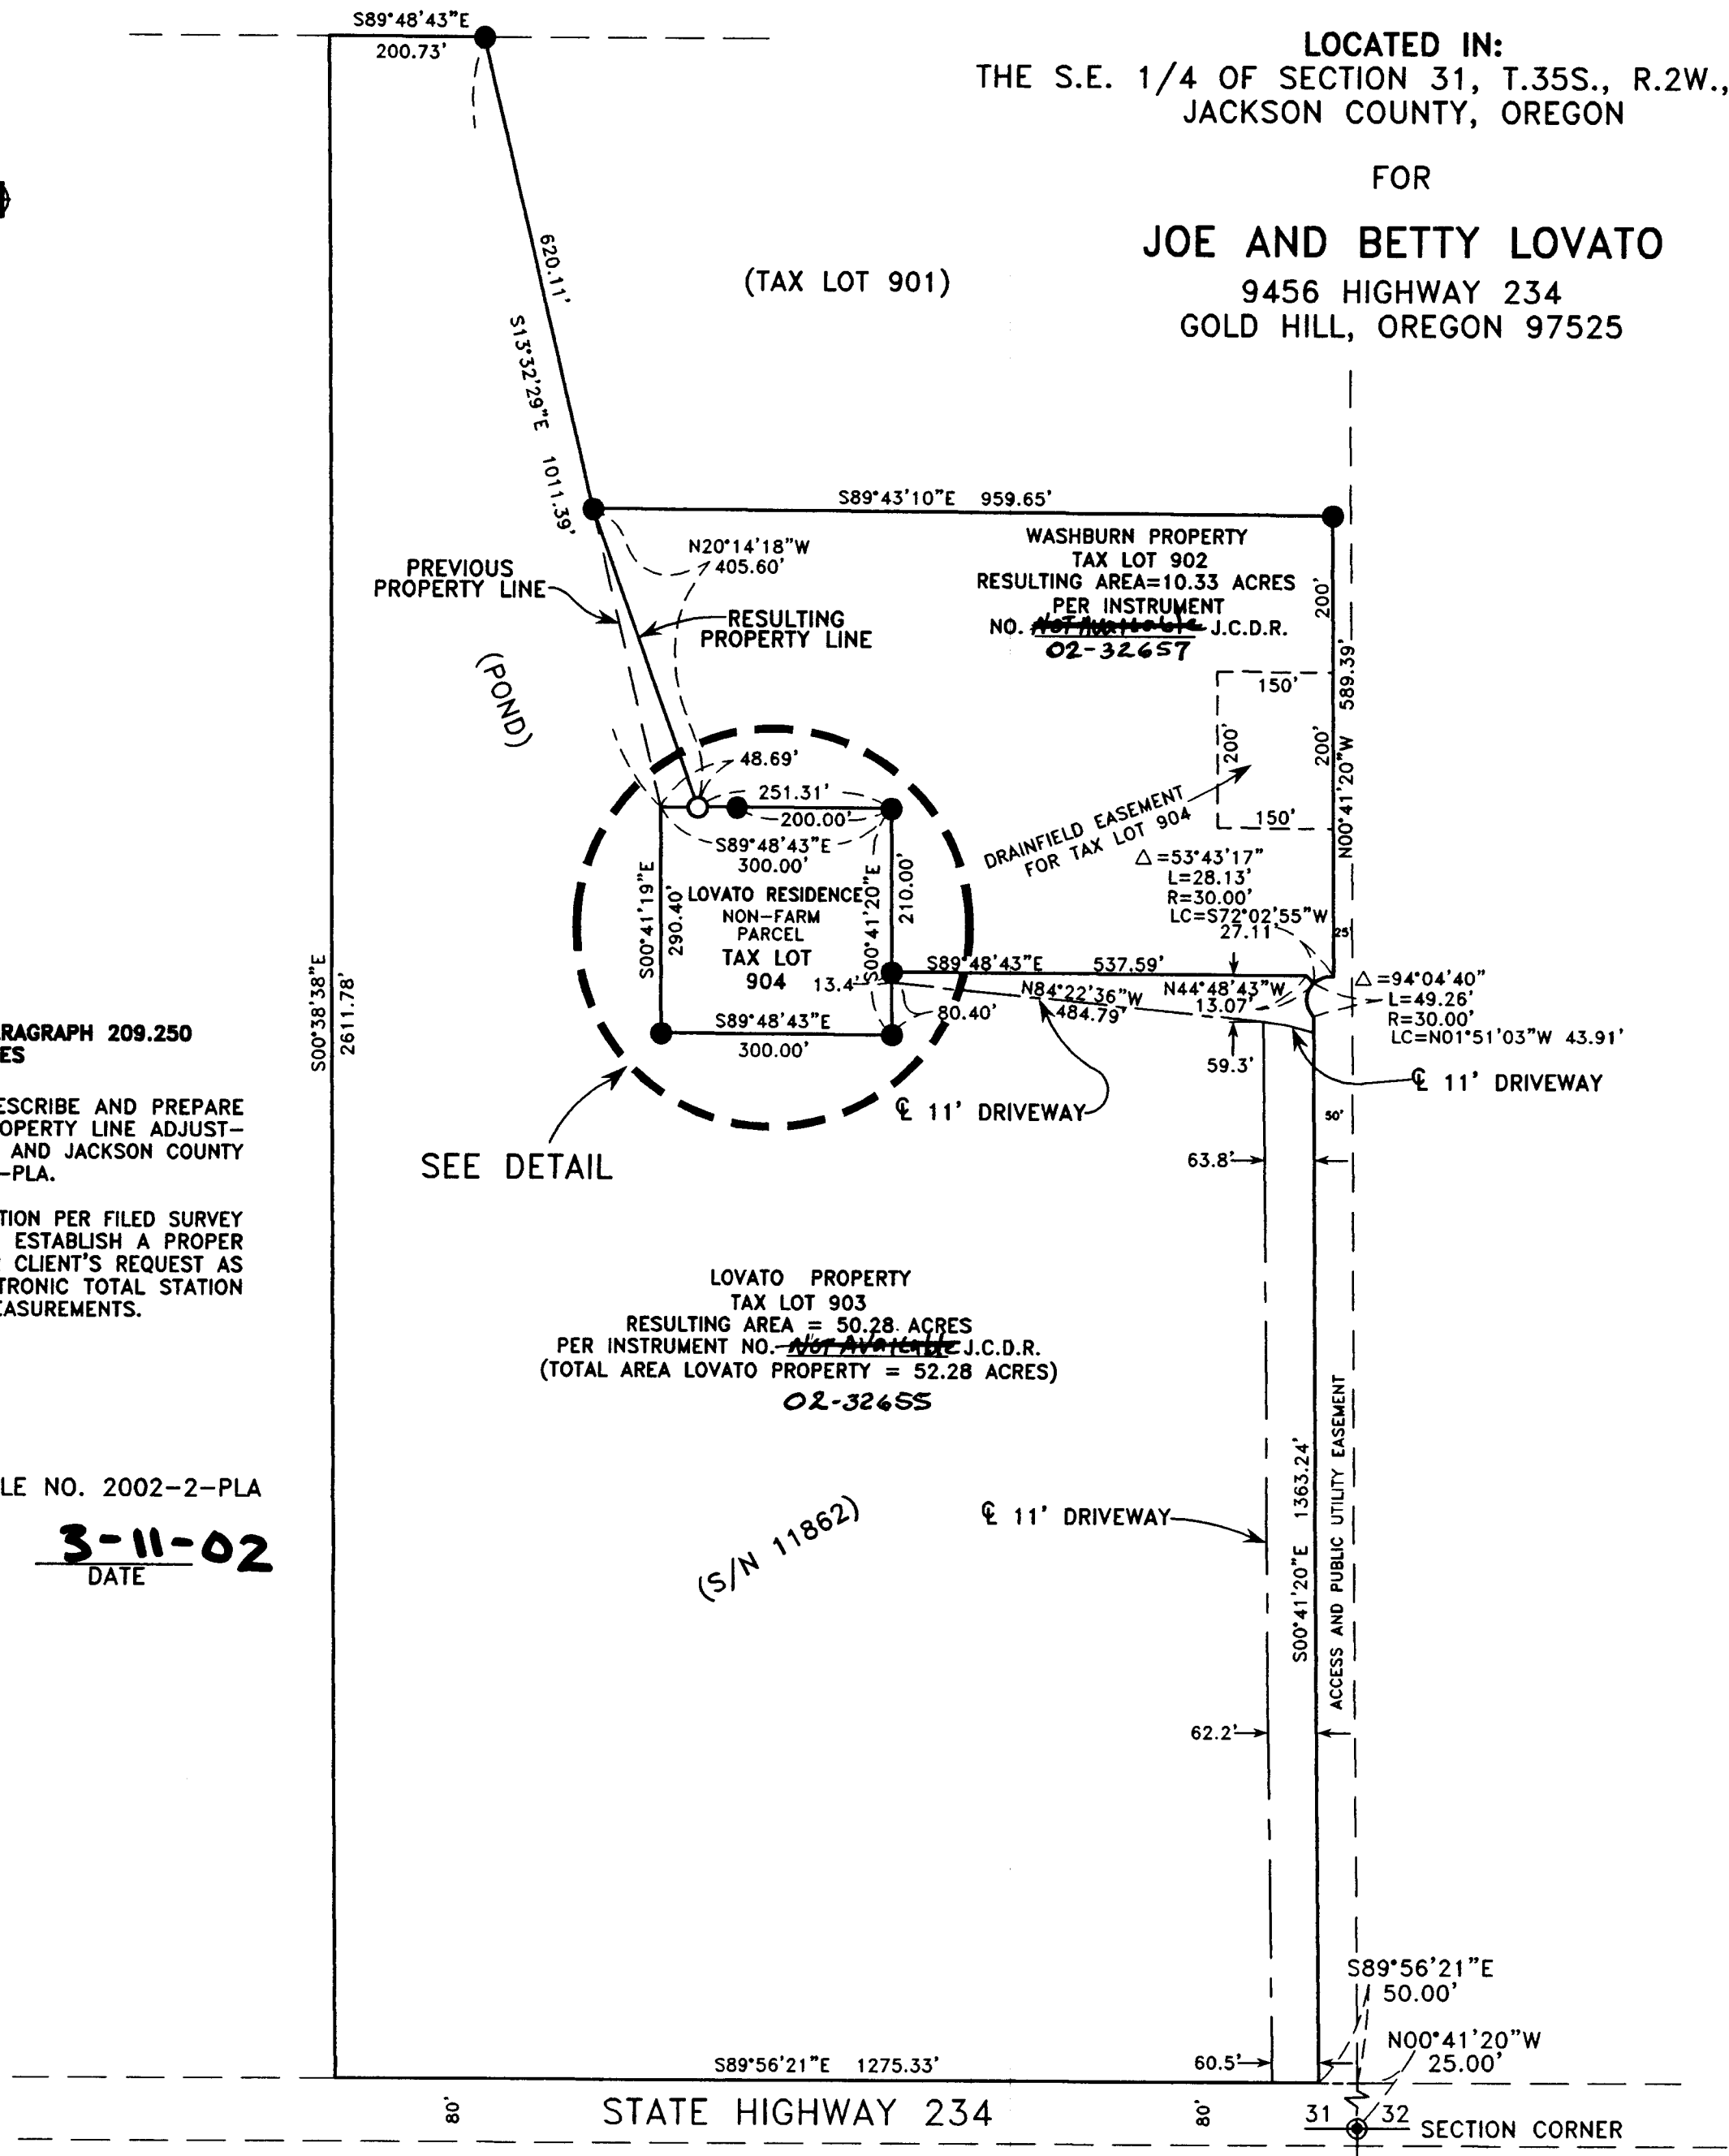 S89°48'43"E
200.73'
LOCATED IN:
THE S.E. 1/4 OF SECTION 31, T.35S., R.2W.,
JACKSON COUNTY, OREGON
FOR
JOE AND BETTY LOVATO
9456 HIGHWAY 234
GOLD HILL, OREGON 97525
(TAX LOT 901)
620.11'
S13°32'29"E 1011.39'
S89°43'10"E 959.65'
N20°14'18"W
405.60'
PREVIOUS
PROPERTY LINE
RESULTING
PROPERTY LINE
WASHBURN PROPERTY
TAX LOT 902
RESULTING AREA=10.33 ACRES
PER INSTRUMENT
NO. Not Available J.C.D.R.
02-32657
200'
589.39'
150'
200'
200'
150'
N00°41'20"W
(POND)
48.69'
251.31'
200.00'
S89°48'43"E
300.00'
DRAINFIELD EASEMENT
FOR TAX LOT 904
△=53°43'17"
L=28.13'
R=30.00'
LC=S72°02'55"W
27.11'
25'
S00°41'19"E
290.40'
LOVATO RESIDENCE
NON-FARM
PARCEL
TAX LOT
904
S00°41'20"E
210.00'
13.4'
80.40'
S89°48'43"E
300.00'
S89°48'43"E 537.59'
N84°22'36"W
484.79'
N44°48'43"W
13.07'
△=94°04'40"
L=49.26'
R=30.00'
LC=N01°51'03"W 43.91'
59.3'
℄ 11' DRIVEWAY
℄ 11' DRIVEWAY
50'
63.8'
SEE DETAIL
S00°38'38"E
2611.78'
RAGRAPH 209.250
ES
ESCRIBE AND PREPARE
OPERTY LINE ADJUST-
AND JACKSON COUNTY
-PLA.
TION PER FILED SURVEY
ESTABLISH A PROPER
CLIENT'S REQUEST AS
TRONIC TOTAL STATION
EASUREMENTS.
LOVATO PROPERTY
TAX LOT 903
RESULTING AREA = 50.28 ACRES
PER INSTRUMENT NO. Not Available J.C.D.R.
(TOTAL AREA LOVATO PROPERTY = 52.28 ACRES)
02-32655
LE NO. 2002-2-PLA
3-11-02
DATE
(S/N 11862)
℄ 11' DRIVEWAY
S00°41'20"E 1363.24'
ACCESS AND PUBLIC UTILITY EASEMENT
62.2'
S89°56'21"E
50.00'
N00°41'20"W
25.00'
S89°56'21"E 1275.33'
60.5'
80'
STATE HIGHWAY 234
80'
31
32
SECTION CORNER